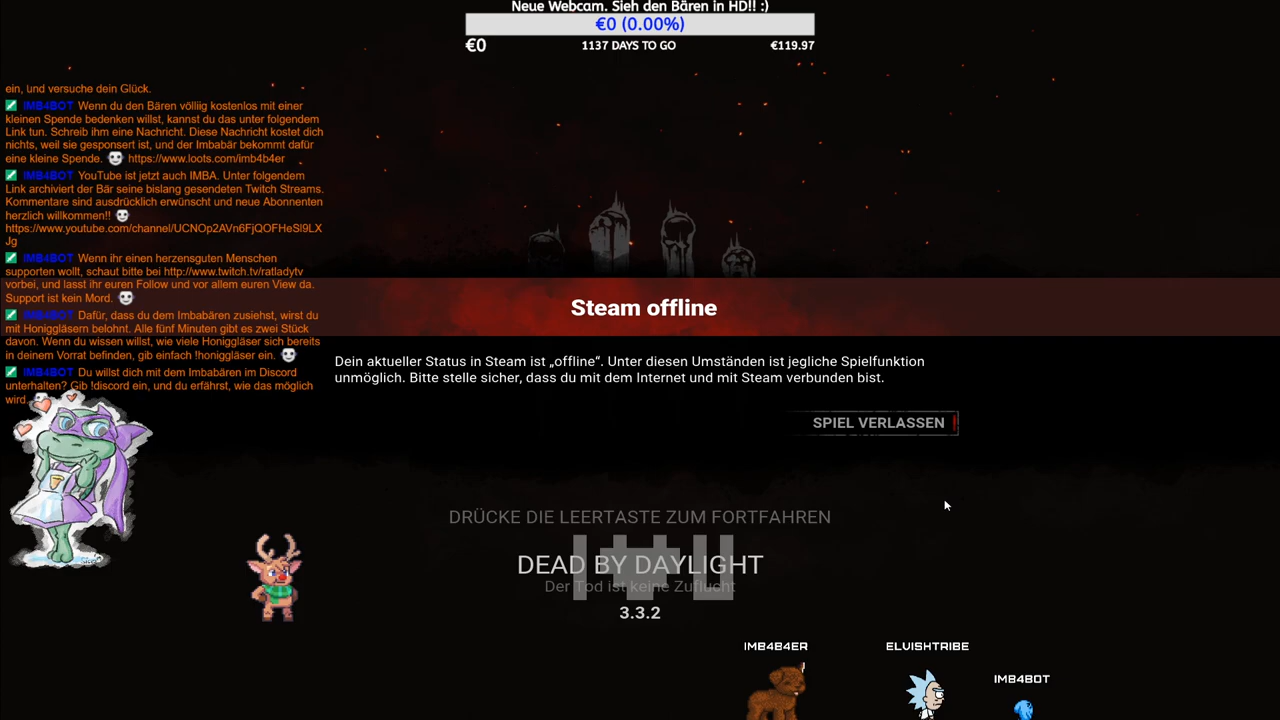 Neue Webcam. Sieh den Bären in HD!! :)
€0 (0.00%)
€0 1137 DAYS TO GO €119.97
ein, und versuche dein Glück.
IMB4BOT Wenn du den Bären völliig kostenlos mit einer
kleinen Spende bedenken willst, kannst du das unter folgendem
Link tun. Schreib ihm eine Nachricht. Diese Nachricht kostet dich
nichts, weil sie gesponsert ist, und der Imbabär bekommt dafür
eine kleine Spende. https://www.loots.com/imb4b4er
IMB4BOT YouTube ist jetzt auch IMBA. Unter folgendem
Link archiviert der Bär seine bislang gesendeten Twitch Streams.
Kommentare sind ausdrücklich erwünscht und neue Abonnenten
herzlich willkommen!!
https://www.youtube.com/channel/UCNOp2AVn6FjQOFHeSl9LX
Jg
IMB4BOT Wenn ihr einen herzensguten Menschen
supporten wollt, schaut bitte bei http://www.twitch.tv/ratladytv
vorbei, und lasst ihr euren Follow und vor allem euren View da.
Support ist kein Mord.
IMB4BOT Dafür, dass du dem Imbabären zusiehst, wirst du
mit Honiggläsern belohnt. Alle fünf Minuten gibt es zwei Stück
davon. Wenn du wissen willst, wie viele Honiggläser sich bereits
in deinem Vorrat befinden, gib einfach !honiggläser ein.
IMB4BOT Du willst dich mit dem Imbabären im Discord
unterhalten? Gib !discord ein, und du erfährst, wie das möglich
wird.
Steam offline
Dein aktueller Status in Steam ist „offline“. Unter diesen Umständen ist jegliche Spielfunktion
unmöglich. Bitte stelle sicher, dass du mit dem Internet und mit Steam verbunden bist.
SPIEL VERLASSEN
DRÜCKE DIE LEERTASTE ZUM FORTFAHREN
DEAD BY DAYLIGHT
Der Tod ist keine Zuflucht
3.3.2
IMB4B4ER
ELVISHTRIBE
IMB4BOT